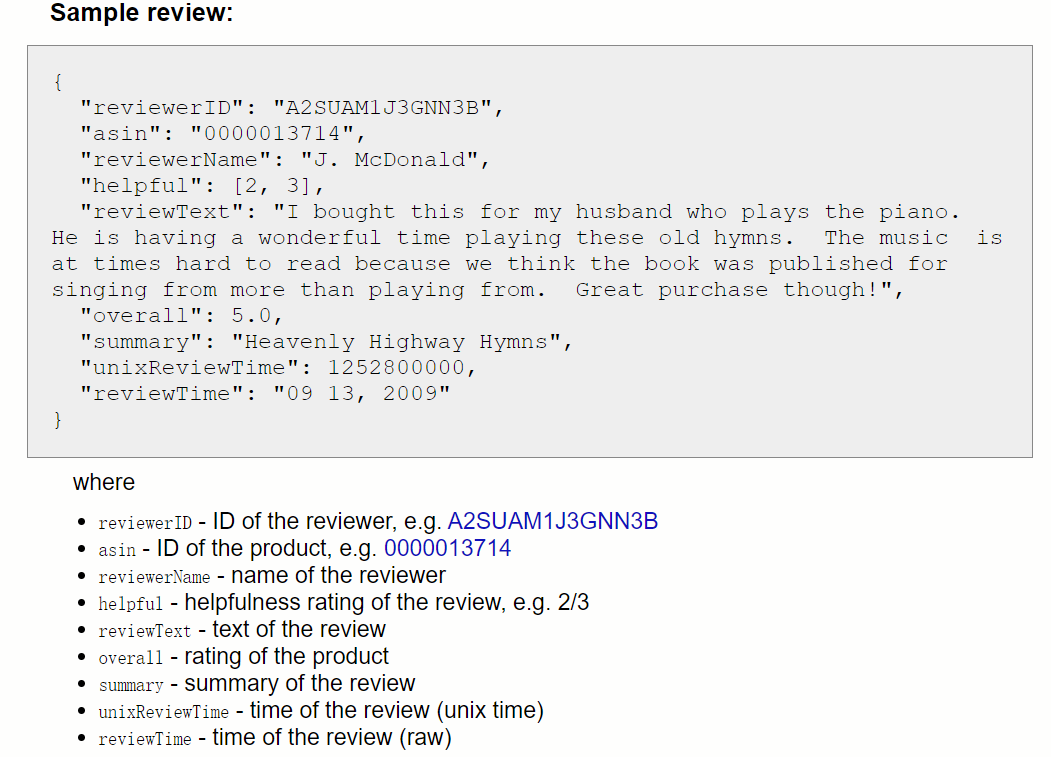 Sample review:
{
  "reviewerID": "A2SUAM1J3GNN3B",
  "asin": "0000013714",
  "reviewerName": "J. McDonald",
  "helpful": [2, 3],
  "reviewText": "I bought this for my husband who plays the piano.
He is having a wonderful time playing these old hymns.  The music  is
at times hard to read because we think the book was published for
singing from more than playing from.  Great purchase though!",
  "overall": 5.0,
  "summary": "Heavenly Highway Hymns",
  "unixReviewTime": 1252800000,
  "reviewTime": "09 13, 2009"
}
where
• reviewerID - ID of the reviewer, e.g. A2SUAM1J3GNN3B
• asin - ID of the product, e.g. 0000013714
• reviewerName - name of the reviewer
• helpful - helpfulness rating of the review, e.g. 2/3
• reviewText - text of the review
• overall - rating of the product
• summary - summary of the review
• unixReviewTime - time of the review (unix time)
• reviewTime - time of the review (raw)